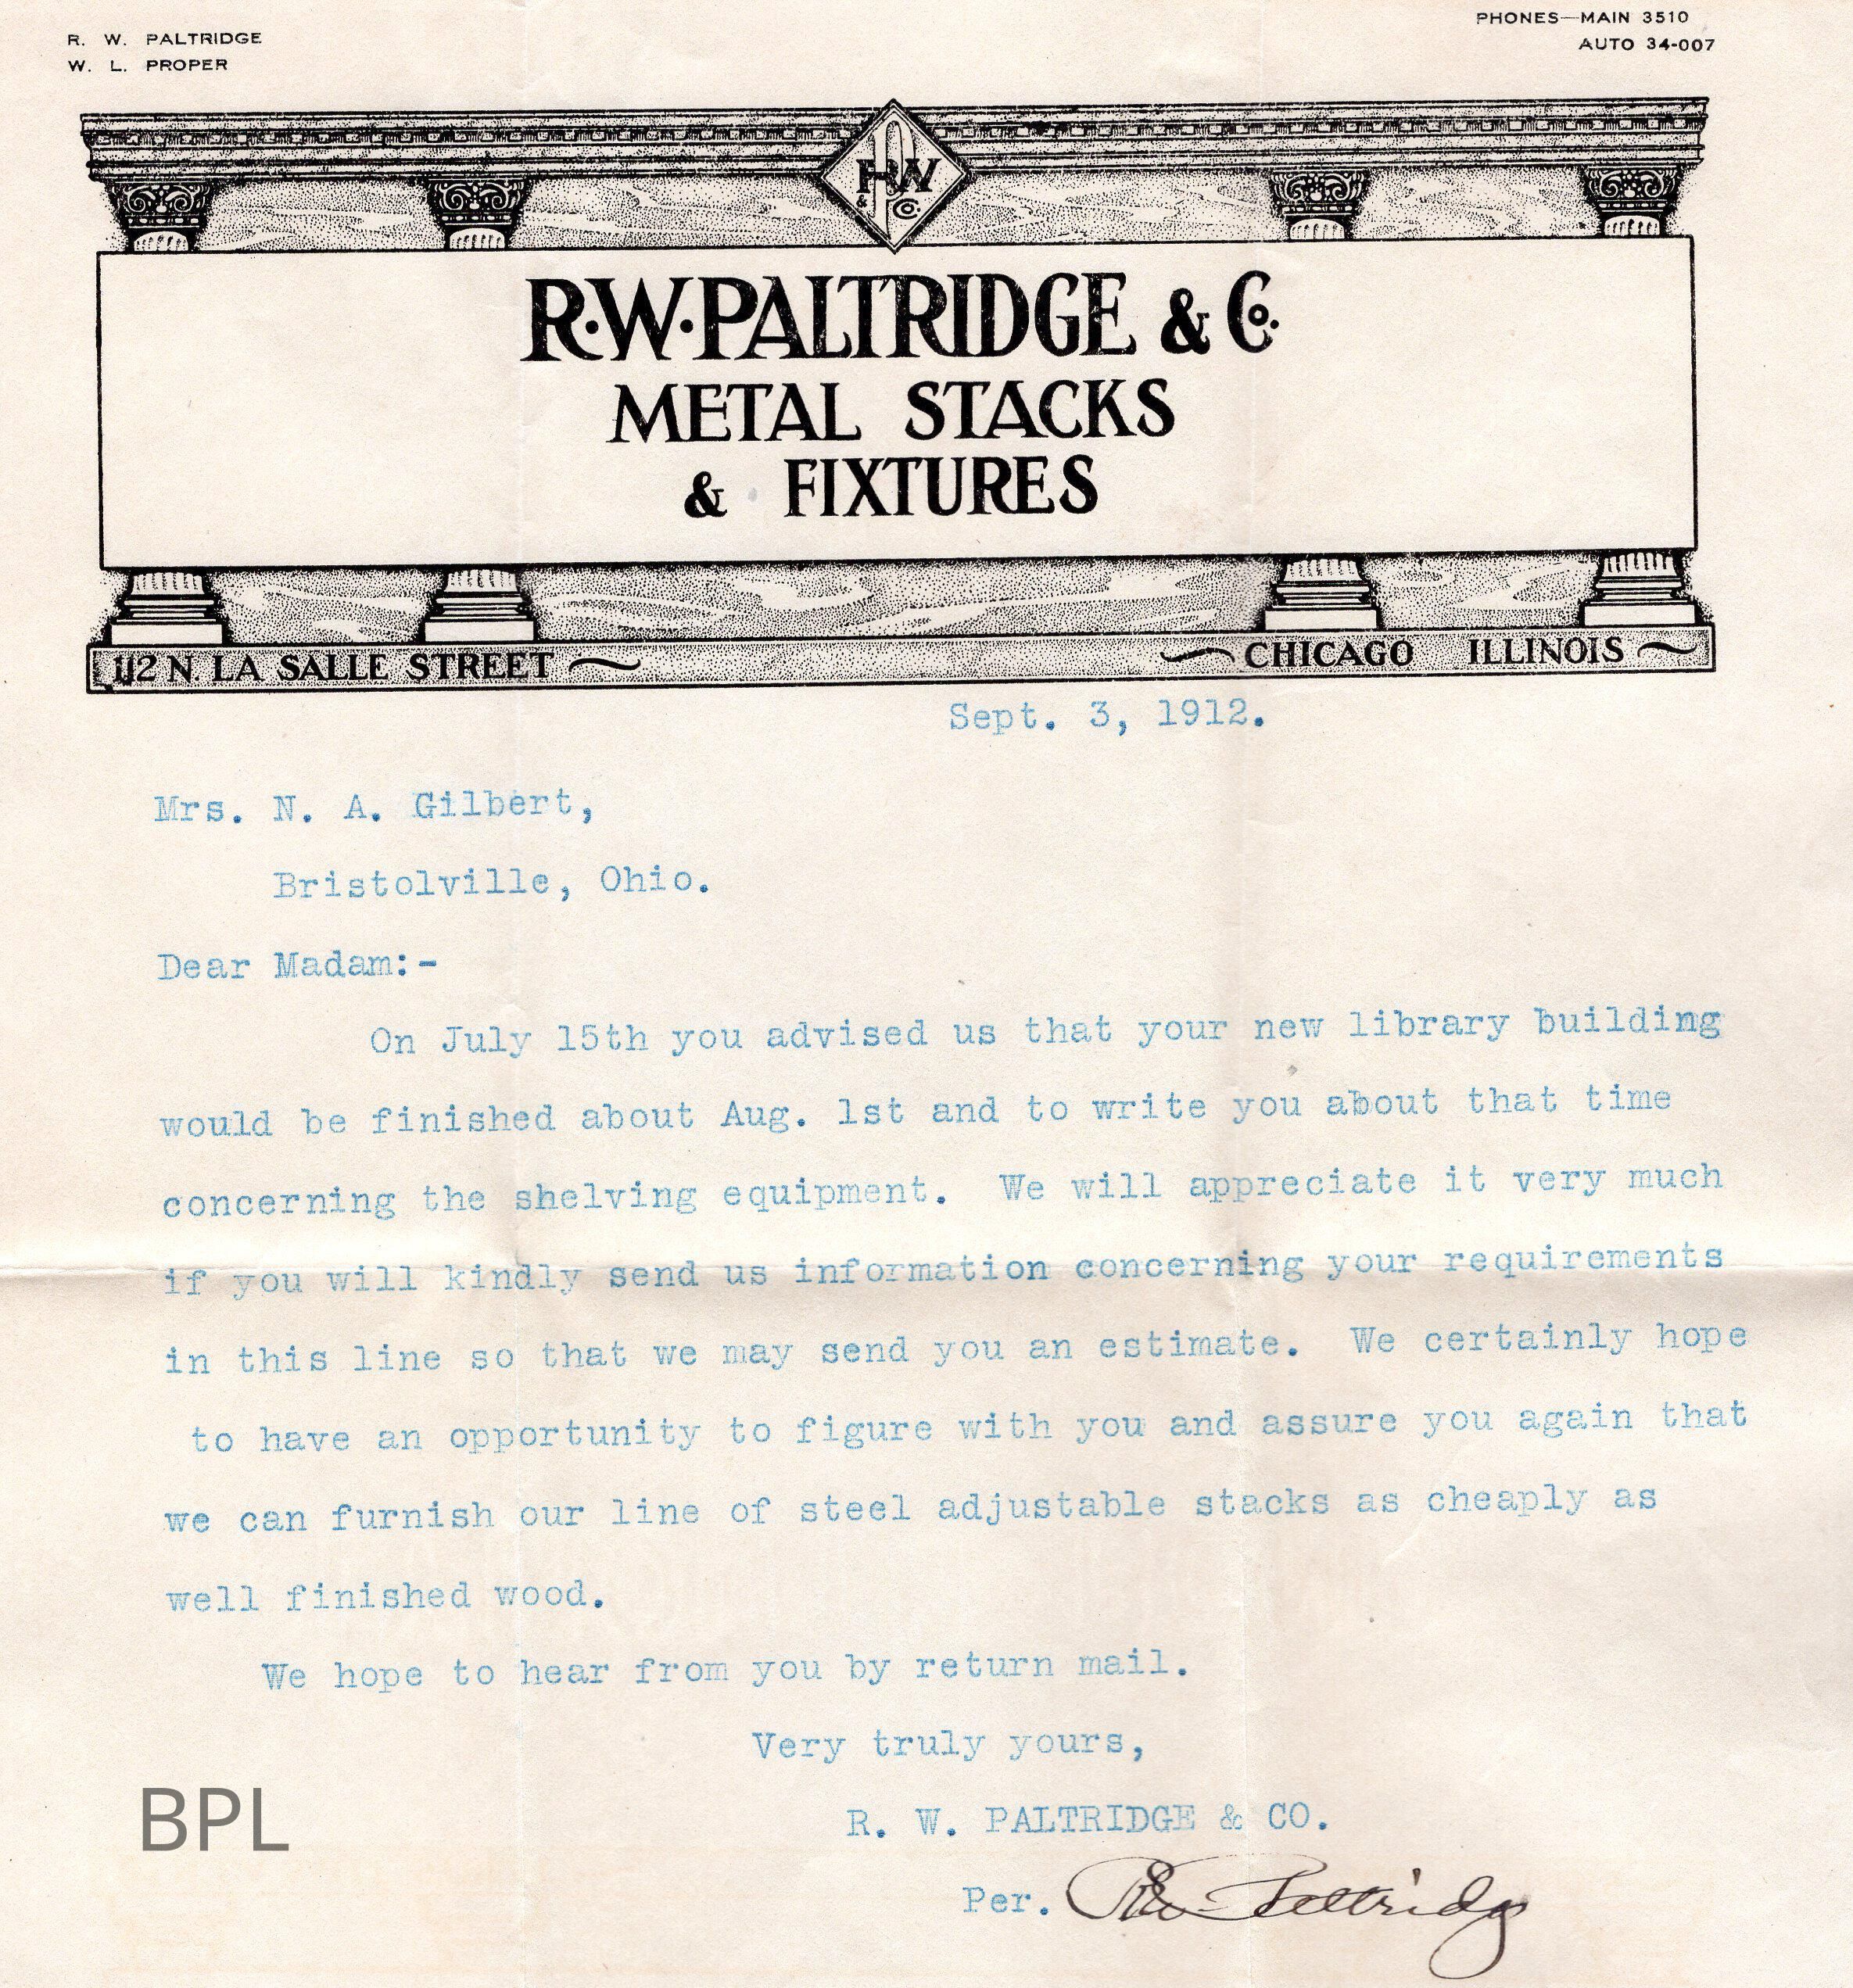 R. W. PALTRIDGE
W. L. PROPER
PHONES—MAIN 3510
AUTO 34-007
P
RW
& Co.
R·W·PALTRIDGE & Co.
METAL STACKS
& FIXTURES
112 N. LA SALLE STREET CHICAGO ILLINOIS
Sept. 3, 1912.
Mrs. N. A. Gilbert,
Bristolville, Ohio.
Dear Madam:-
On July 15th you advised us that your new library building
would be finished about Aug. 1st and to write you about that time
concerning the shelving equipment. We will appreciate it very much
if you will kindly send us information concerning your requirements
in this line so that we may send you an estimate. We certainly hope
to have an opportunity to figure with you and assure you again that
we can furnish our line of steel adjustable stacks as cheaply as
well finished wood.
We hope to hear from you by return mail.
Very truly yours,
R. W. PALTRIDGE & CO.
Per. RW Paltridge
BPL